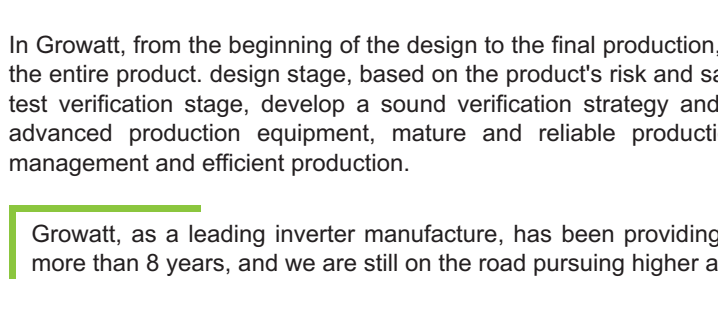 In Growatt, from the beginning of the design to the final production,
the entire product. design stage, based on the product's risk and sa
test verification stage, develop a sound verification strategy and
advanced production equipment, mature and reliable producti
management and efficient production.
Growatt, as a leading inverter manufacture, has been providing
more than 8 years, and we are still on the road pursuing higher a